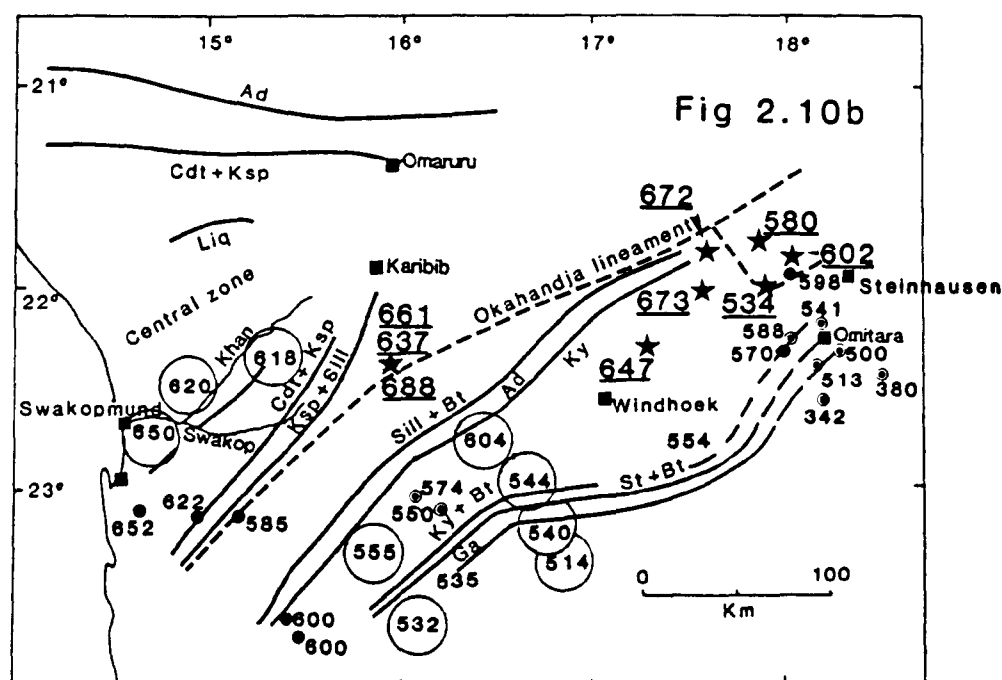 15° 16° 17° 18°
21°
Ad
Fig 2.10b
Cdt+Ksp
Omaruru
Liq
672
580
602
598
Steinhausen
Okahandja lineament
Karibib
22°
Central zone
661
637
688
673
534
541
588
Omitara
570
500
513
380
342
Khan
618
620
Cdt+Ksp
Ksp+Sill
647
Windhoek
Ky
Ad
Sill+Bt
Swakopmund
650
Swakop
604
554
St+Bt
23°
652
622
585
574
550
544
Ky+Bt
540
514
555
Ga
535
0 100
Km
600
600
532